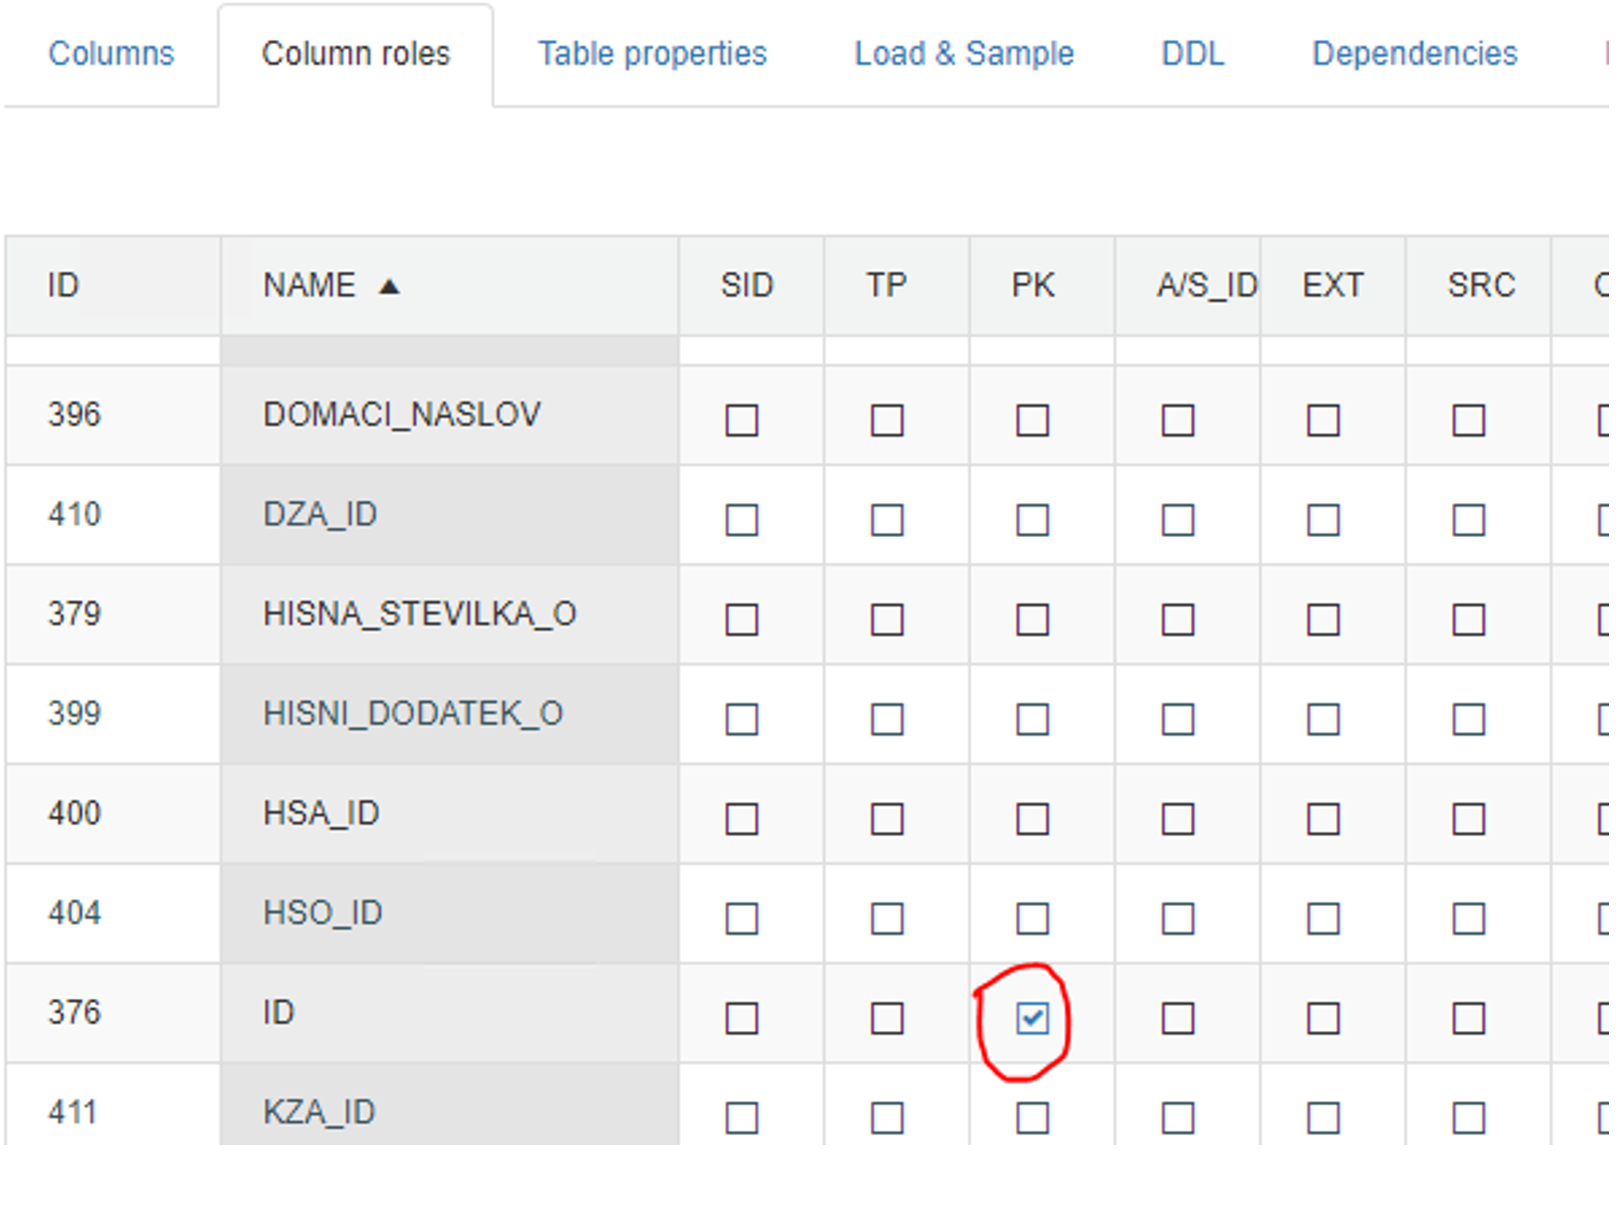 Columns Column roles Table properties Load & Sample DDL Dependencies
ID NAME ▲ SID TP PK A/S_ID EXT SRC
396 DOMACI_NASLOV
410 DZA_ID
379 HISNA_STEVILKA_O
399 HISNI_DODATEK_O
400 HSA_ID
404 HSO_ID
376 ID
411 KZA_ID